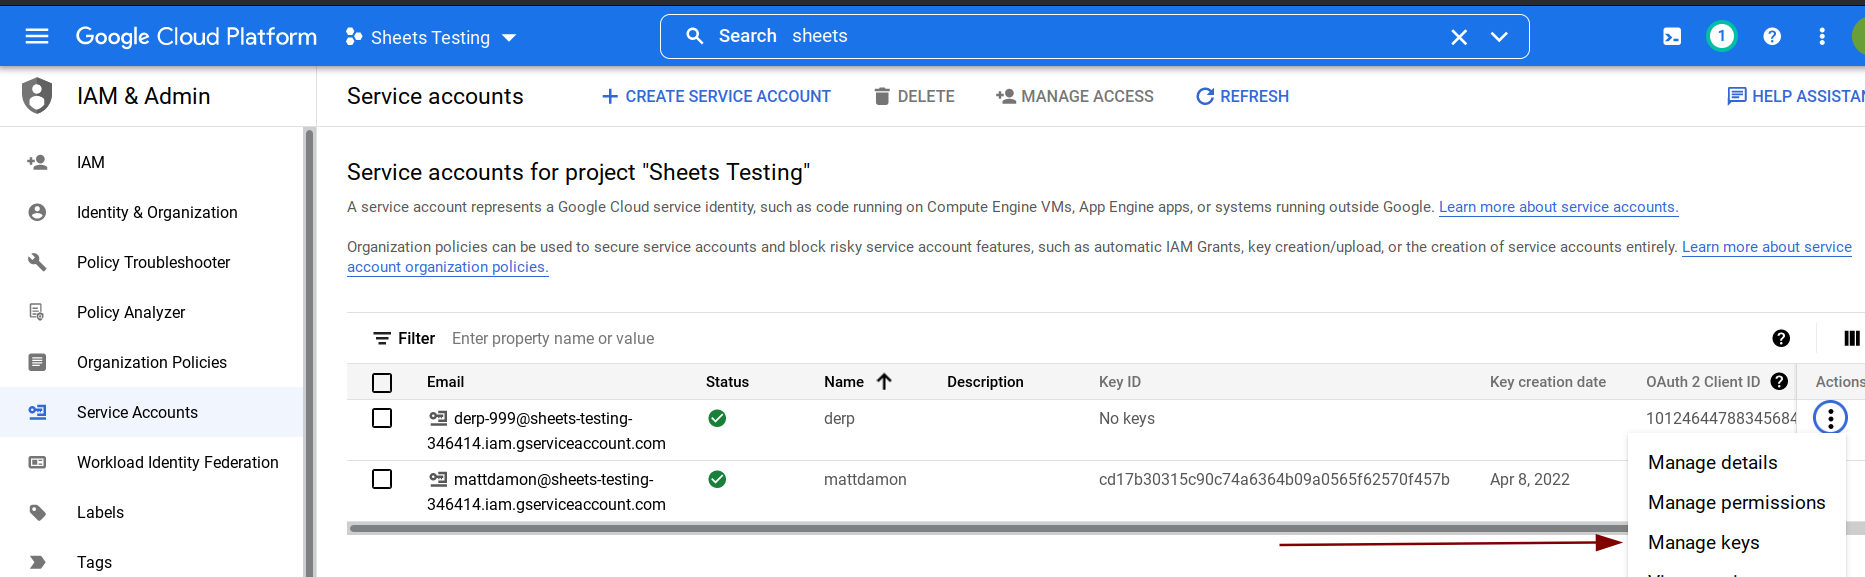 Google Cloud Platform
Sheets Testing
Search sheets
1
IAM & Admin
Service accounts
CREATE SERVICE ACCOUNT
DELETE
MANAGE ACCESS
REFRESH
HELP
IAM
Identity & Organization
Policy Troubleshooter
Policy Analyzer
Organization Policies
Service Accounts
Workload Identity Federation
Labels
Tags
Service accounts for project "Sheets Testing"
A service account represents a Google Cloud service identity, such as code running on Compute Engine VMs, App Engine apps, or systems running outside Google. Learn more about service accounts.
Organization policies can be used to secure service accounts and block risky service account features, such as automatic IAM Grants, key creation/upload, or the creation of service accounts entirely. Learn more about service
account organization policies.
Filter Enter property name or value
Email Status Name Description Key ID Key creation date OAuth 2 Client ID Actions
derp-999@sheets-testing-
346414.iam.gserviceaccount.com
derp
No keys
10124644788345684
mattdamon@sheets-testing-
346414.iam.gserviceaccount.com
mattdamon
cd17b30315c90c74a6364b09a0565f62570f457b
Apr 8, 2022
Manage details
Manage permissions
Manage keys